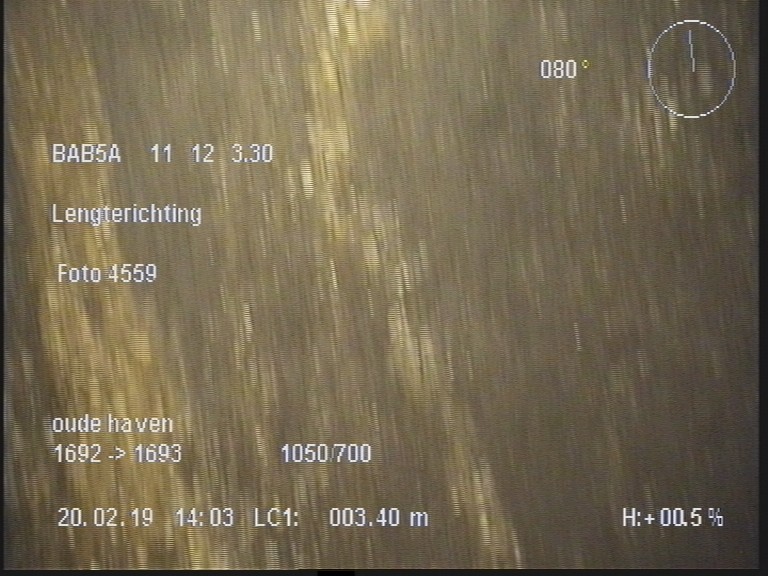 080°
BAB5A 11 12 3.30
Lengterichting
Foto 4559
oude haven
1692 -> 1693 1050/700
20.02.19 14:03 LC1: 003.40 m H:+00.5 %